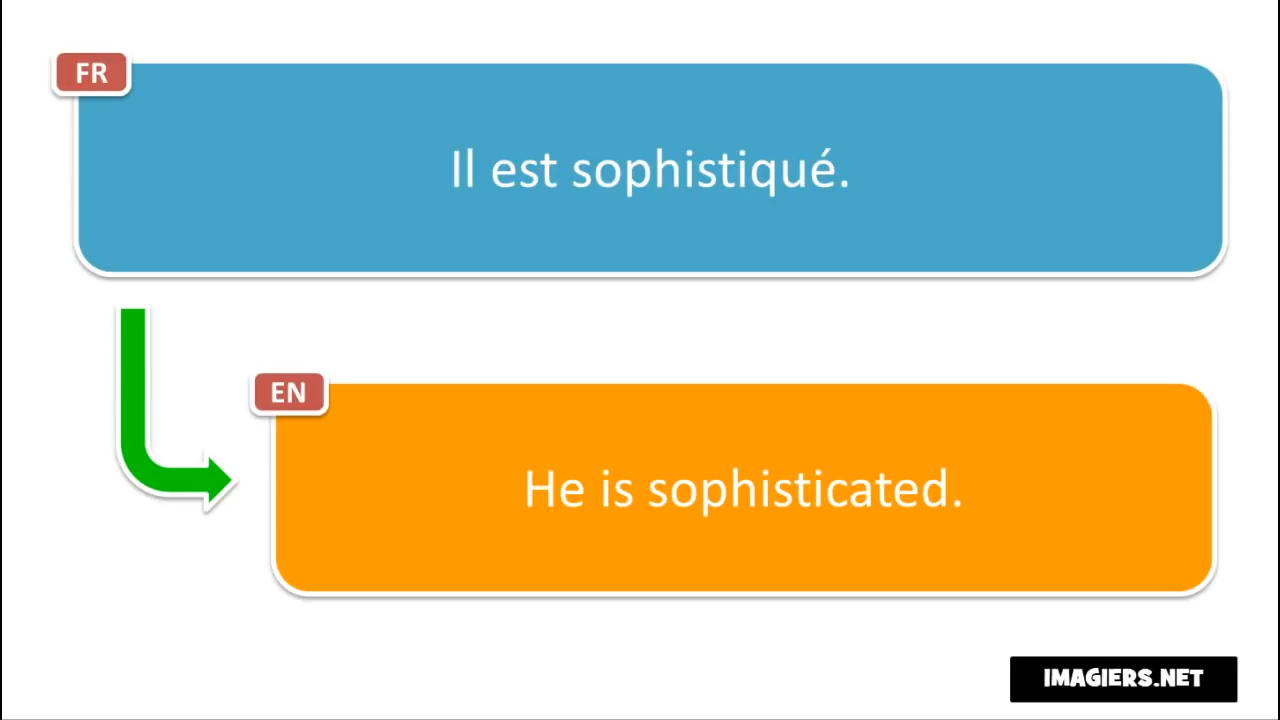 FR
Il est sophistiqué.
EN
He is sophisticated.
IMAGIERS.NET